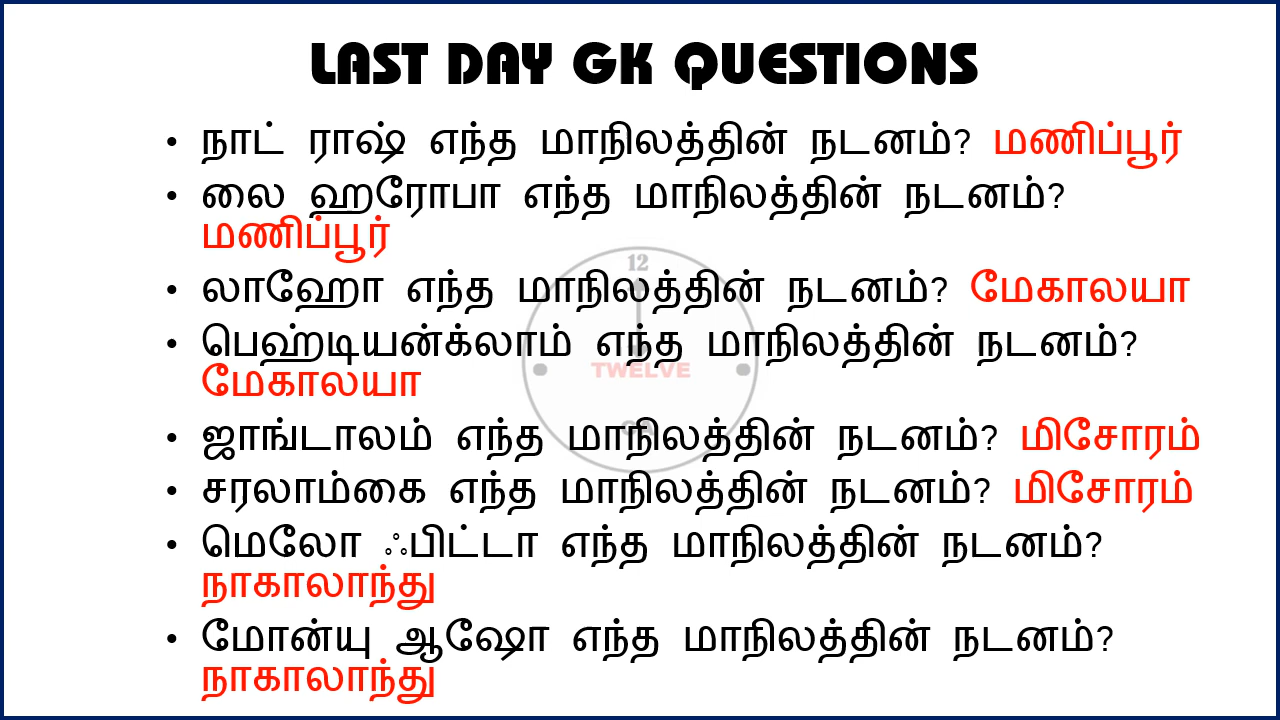 LAST DAY GK QUESTIONS
• நாட் ராஷ் எந்த மாநிலத்தின் நடனம்? மணிப்பூர்
• லை ஹரோபா எந்த மாநிலத்தின் நடனம்?
மணிப்பூர்
12
• லாஹோ எந்த மாநிலத்தின் நடனம்? மேகாலயா
• பெஹ்டியன்க்லாம் எந்த மாநிலத்தின் நடனம்?
TWELVE
மேகாலயா
• ஜாங்டாலம் எந்த மாநிலத்தின் நடனம்? மிசோரம்
• சரலாம்கை எந்த மாநிலத்தின் நடனம்? மிசோரம்
• மெலோ ஃபிட்டா எந்த மாநிலத்தின் நடனம்?
நாகாலாந்து
• மோன்யு ஆஷோ எந்த மாநிலத்தின் நடனம்?
நாகாலாந்து